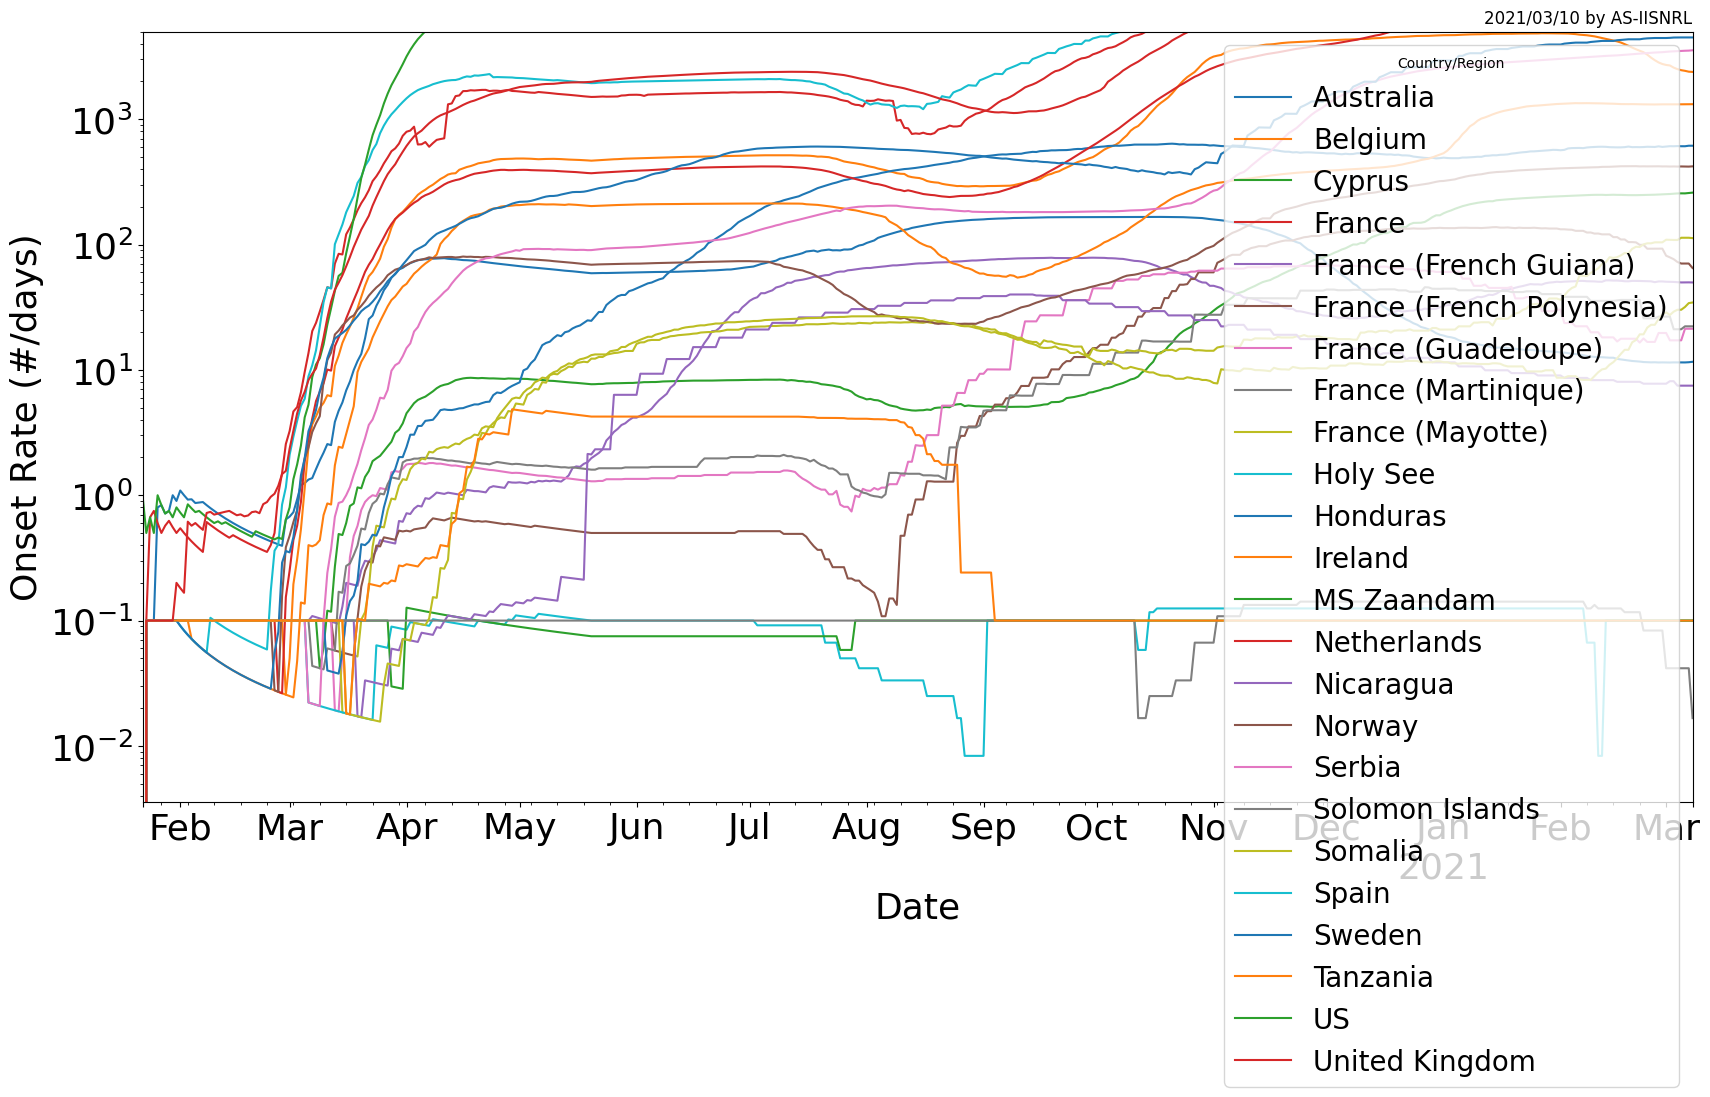 2021/03/10 by AS-IISNRL
Onset Rate (#/days)
10³
10²
10¹
10⁰
10⁻¹
10⁻²
Feb Mar Apr May Jun Jul Aug Sep Oct Nov Dec Jan Feb Mar
2021
Date
Country/Region
Australia
Belgium
Cyprus
France
France (French Guiana)
France (French Polynesia)
France (Guadeloupe)
France (Martinique)
France (Mayotte)
Holy See
Honduras
Ireland
MS Zaandam
Netherlands
Nicaragua
Norway
Serbia
Solomon Islands
Somalia
Spain
Sweden
Tanzania
US
United Kingdom